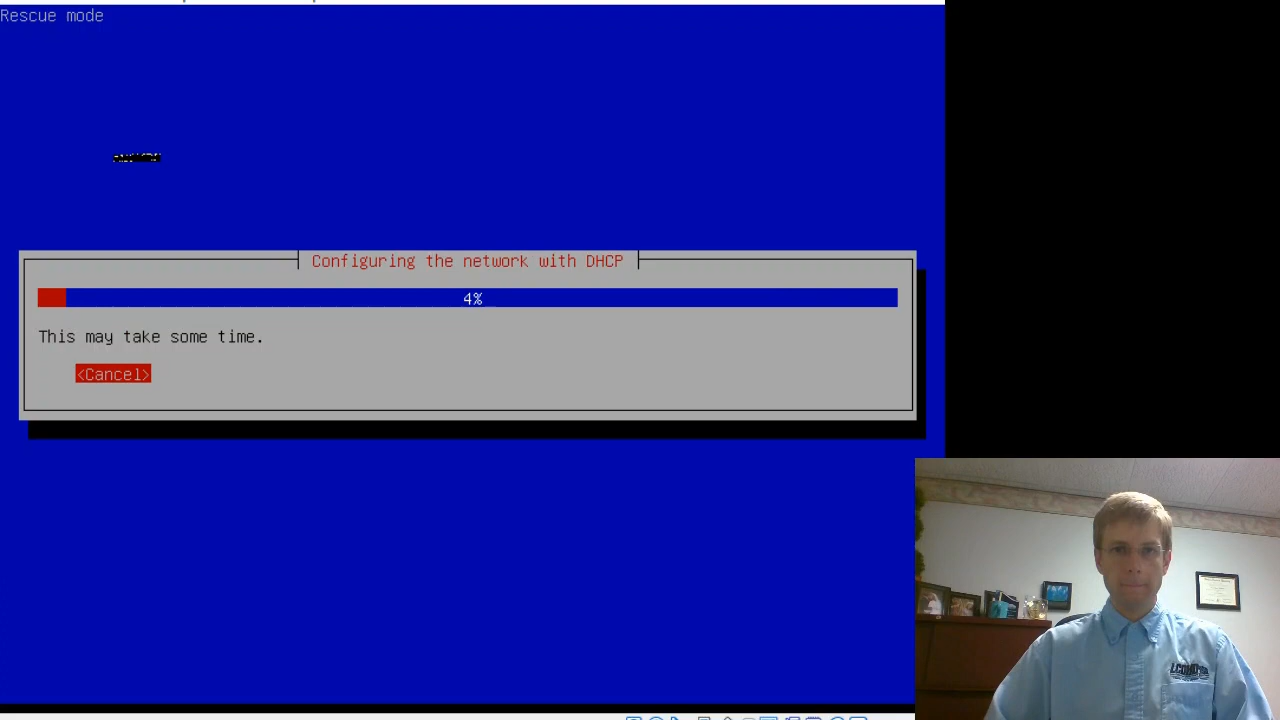 Rescue mode
Configuring the network with DHCP
4%
This may take some time.
<Cancel>